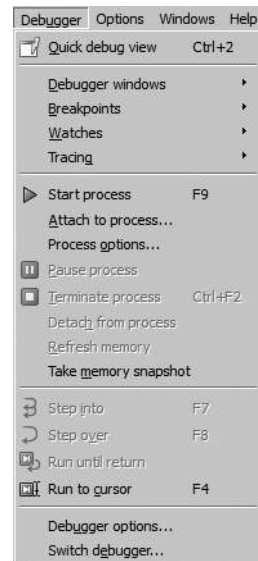 Debugger Options Windows Help
Quick debug view Ctrl+2
Debugger windows
Breakpoints
Watches
Tracing
Start process F9
Attach to process...
Process options...
Pause process
Terminate process Ctrl+F2
Detach from process
Refresh memory
Take memory snapshot
Step into F7
Step over F8
Run until return
Run to cursor F4
Debugger options...
Switch debugger...